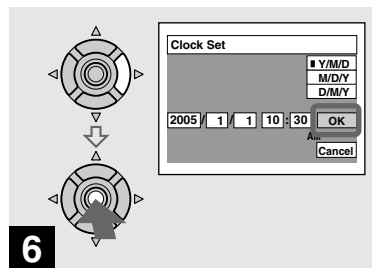 Clock Set
Y/M/D
M/D/Y
D/M/Y
2005 / 1 / 1 10 : 30 OK
AM
Cancel
6